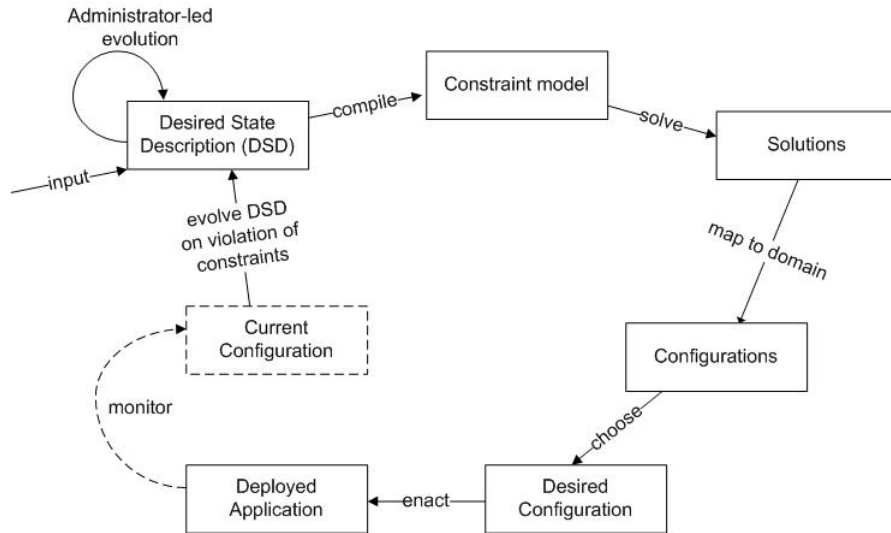 Administrator-led
evolution
Desired State
Description (DSD)
compile
Constraint model
solve
Solutions
input
evolve DSD
on violation of
constraints
map to domain
Current
Configuration
Configurations
monitor
choose
Deployed
Application
enact
Desired
Configuration